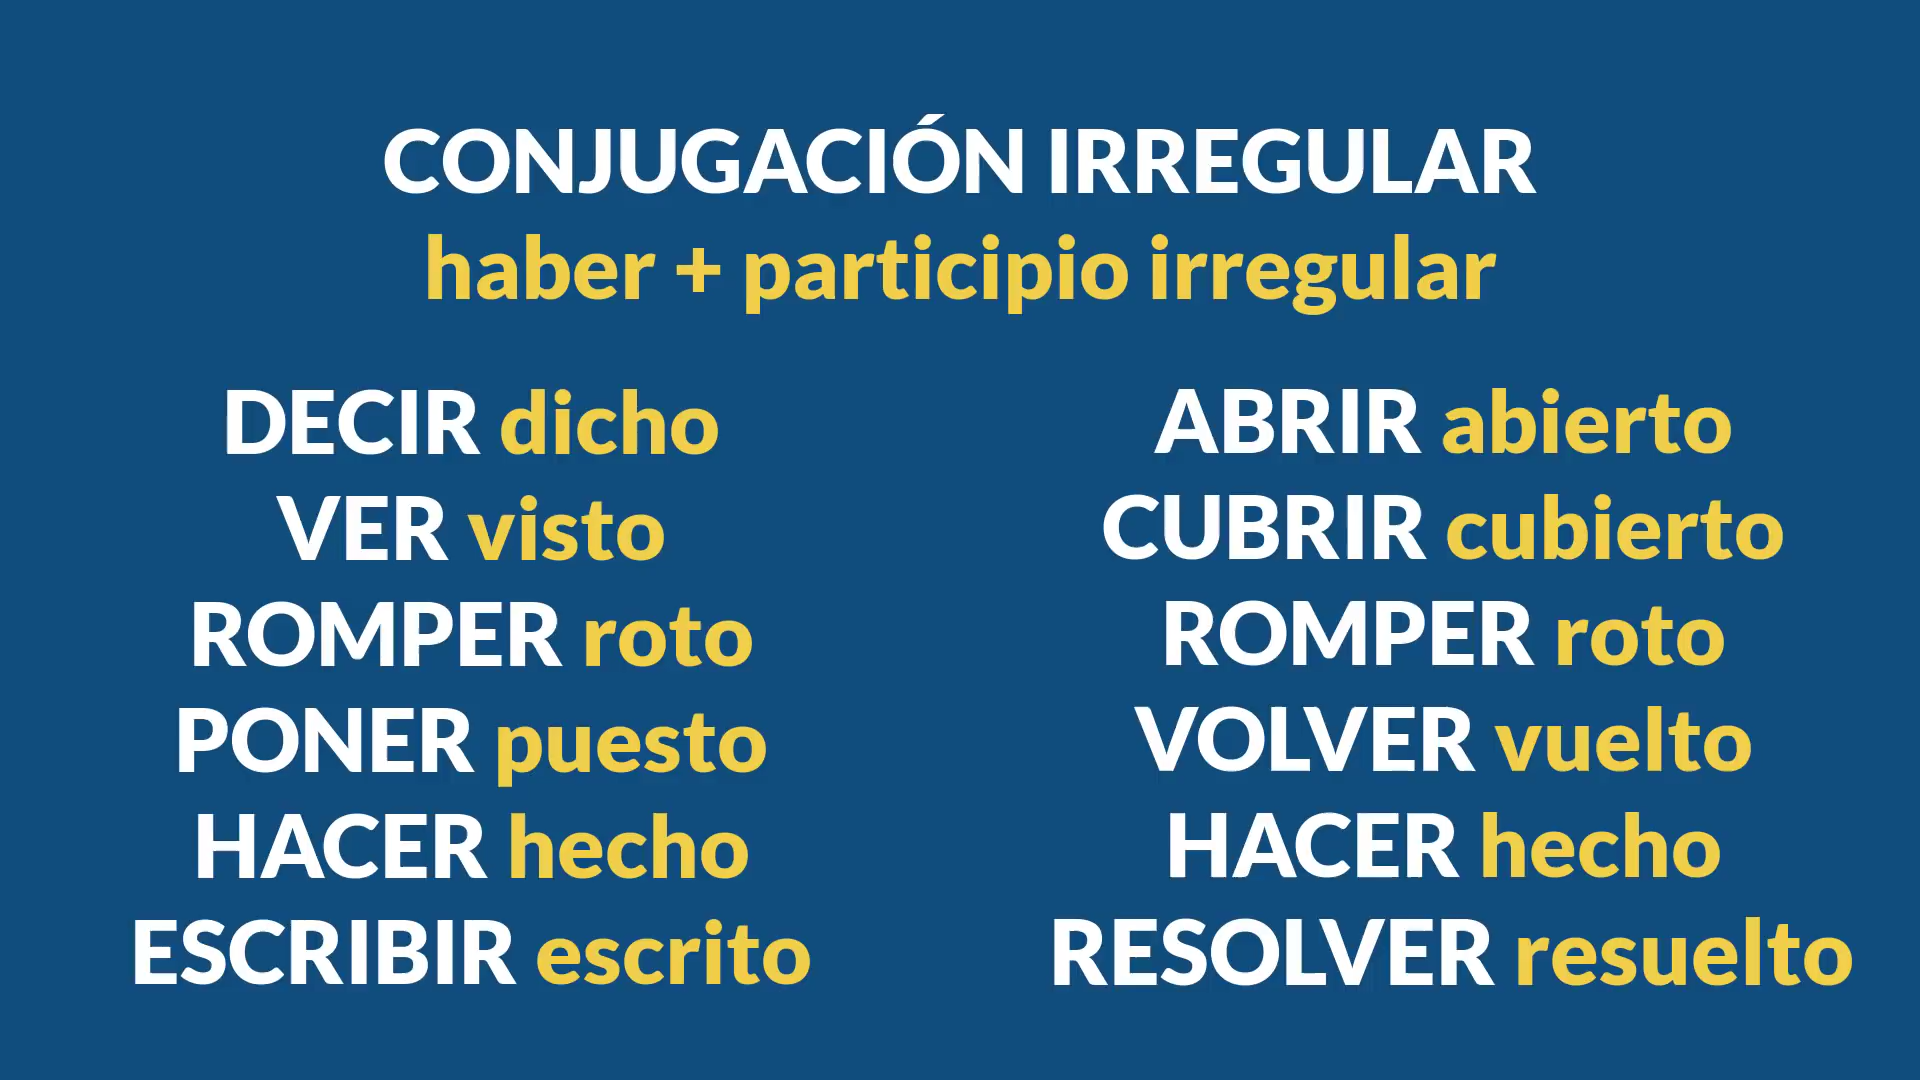 CONJUGACIÓN IRREGULAR
haber + participio irregular
DECIR dicho
VER visto
ROMPER roto
PONER puesto
HACER hecho
ESCRIBIR escrito
ABRIR abierto
CUBRIR cubierto
ROMPER roto
VOLVER vuelto
HACER hecho
RESOLVER resuelto